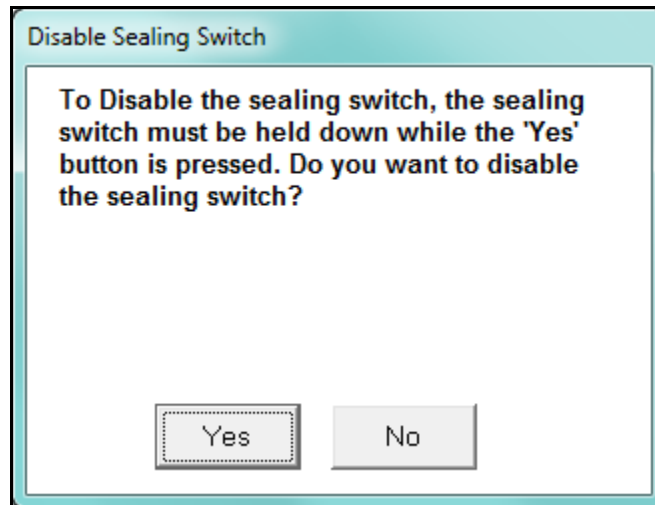 Disable Sealing Switch
To Disable the sealing switch, the sealing
switch must be held down while the 'Yes'
button is pressed. Do you want to disable
the sealing switch?
Yes
No